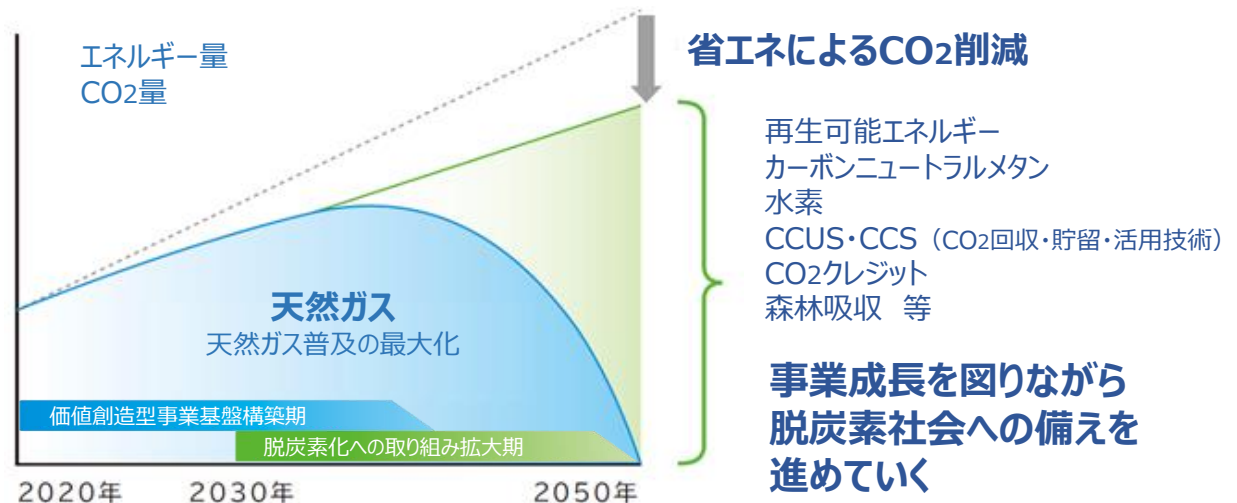 エネルギー量
CO2量
省エネによるCO2削減
再生可能エネルギー
カーボンニュートラルメタン
水素
CCUS・CCS（CO2回収・貯留・活用技術）
CO2クレジット
森林吸収 等
天然ガス
天然ガス普及の最大化
事業成長を図りながら
脱炭素社会への備えを
進めていく
価値創造型事業基盤構築期
脱炭素化への取り組み拡大期
2020年 2030年 2050年